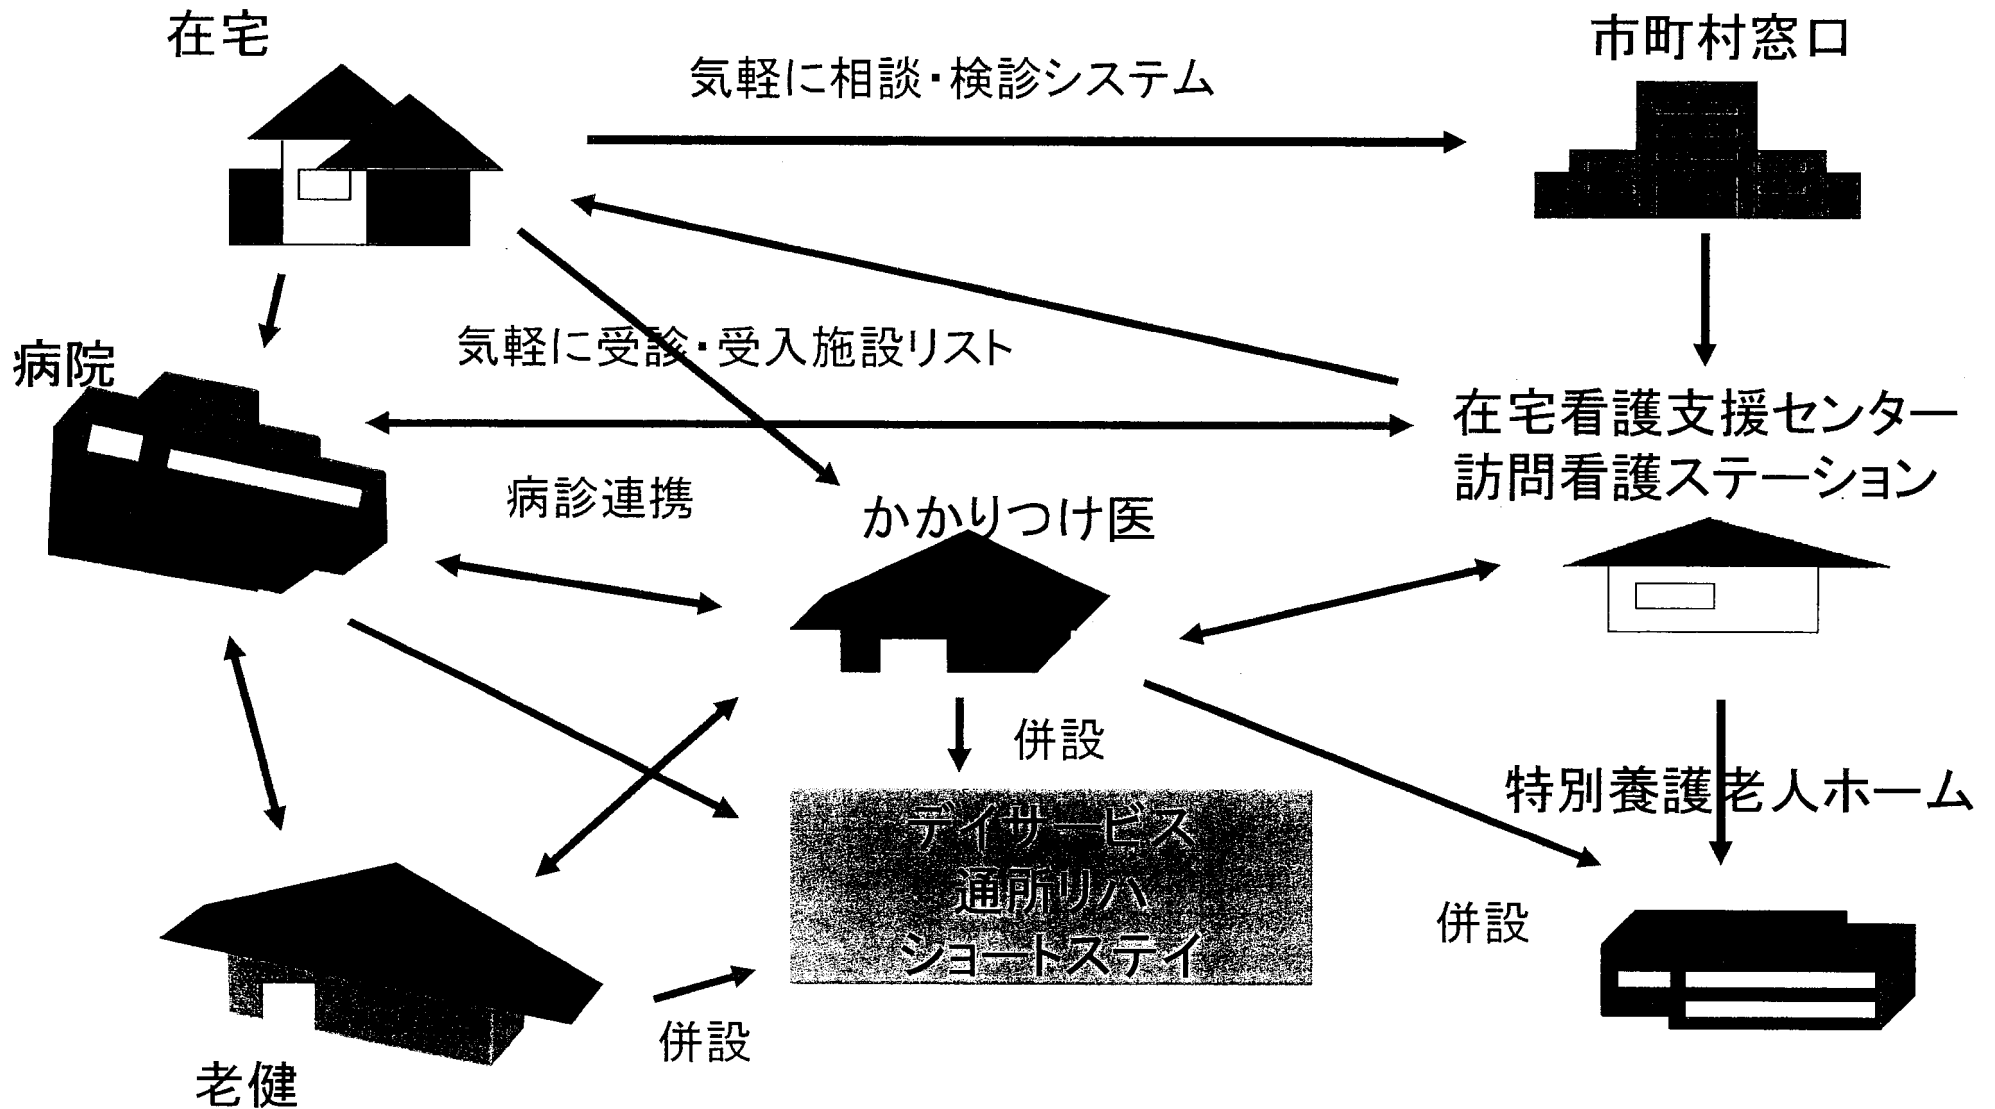 在宅
市町村窓口
気軽に相談・検診システム
気軽に受診・受入施設リスト
病院
在宅看護支援センター
訪問看護ステーション
病診連携
かかりつけ医
併設
特別養護老人ホーム
デイサービス
通所リハ
ショートステイ
併設
併設
老健